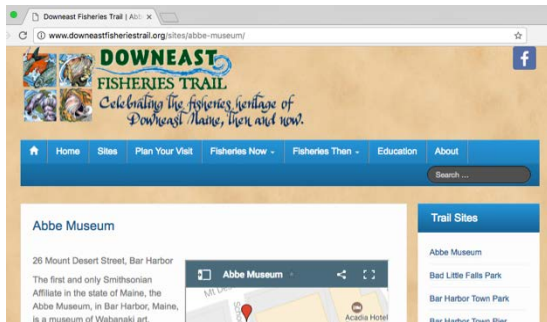 Downeast Fisheries Trail | Abb
www.downeastfisheriestrail.org/sites/abbe-museum/
DOWNEAST
FISHERIES TRAIL
Celebrating the fisheries heritage of
Downeast Maine, then and now.
f
Home Sites Plan Your Visit Fisheries Now Fisheries Then Education About
Search ...
Abbe Museum
26 Mount Desert Street, Bar Harbor
The first and only Smithsonian
Affiliate in the state of Maine, the
Abbe Museum, in Bar Harbor, Maine,
is a museum of Wabanaki art,
Abbe Museum
Acadia Hotel
Trail Sites
Abbe Museum
Bad Little Falls Park
Bar Harbor Town Park
Bar Harbor Town Pier